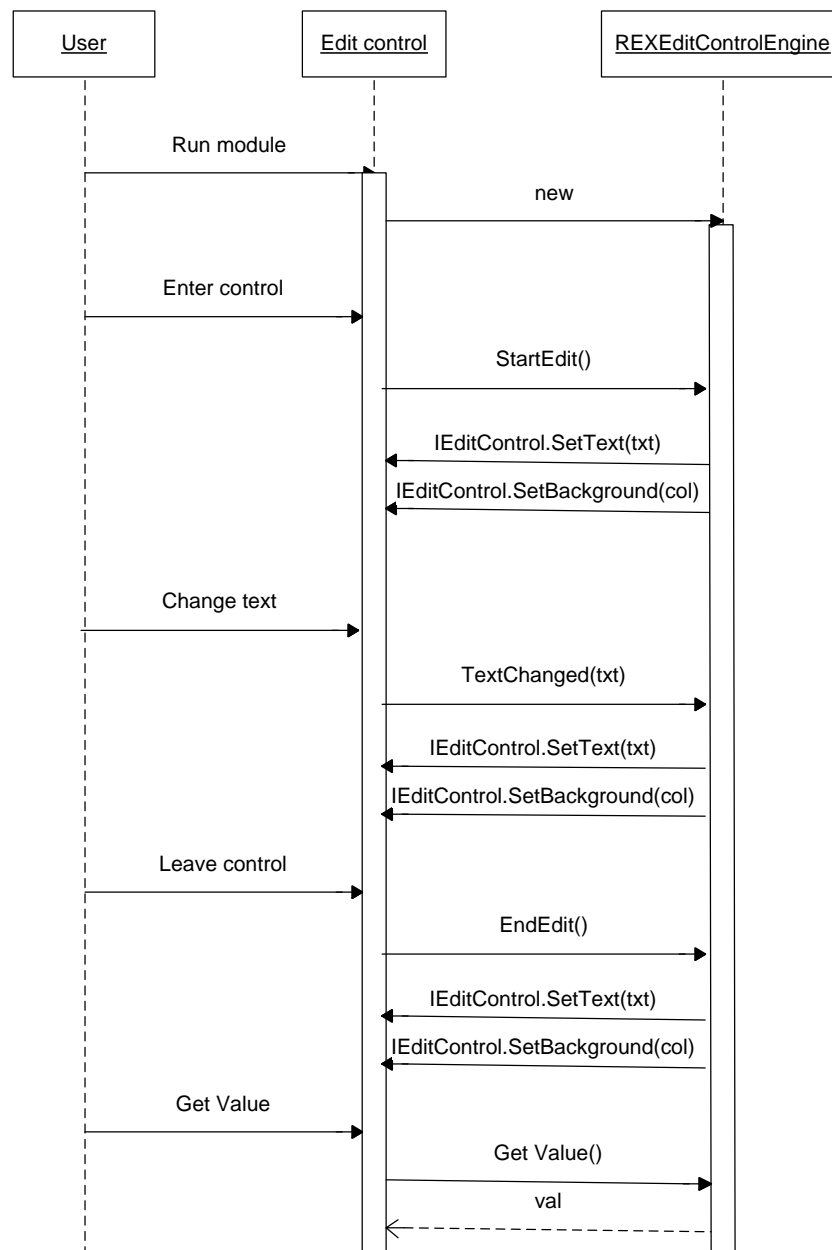 User
Edit control
REXEditControlEngine
Run module
new
Enter control
StartEdit()
IEditControl.SetText(txt)
IEditControl.SetBackground(col)
Change text
TextChanged(txt)
IEditControl.SetText(txt)
IEditControl.SetBackground(col)
Leave control
EndEdit()
IEditControl.SetText(txt)
IEditControl.SetBackground(col)
Get Value
Get Value()
val